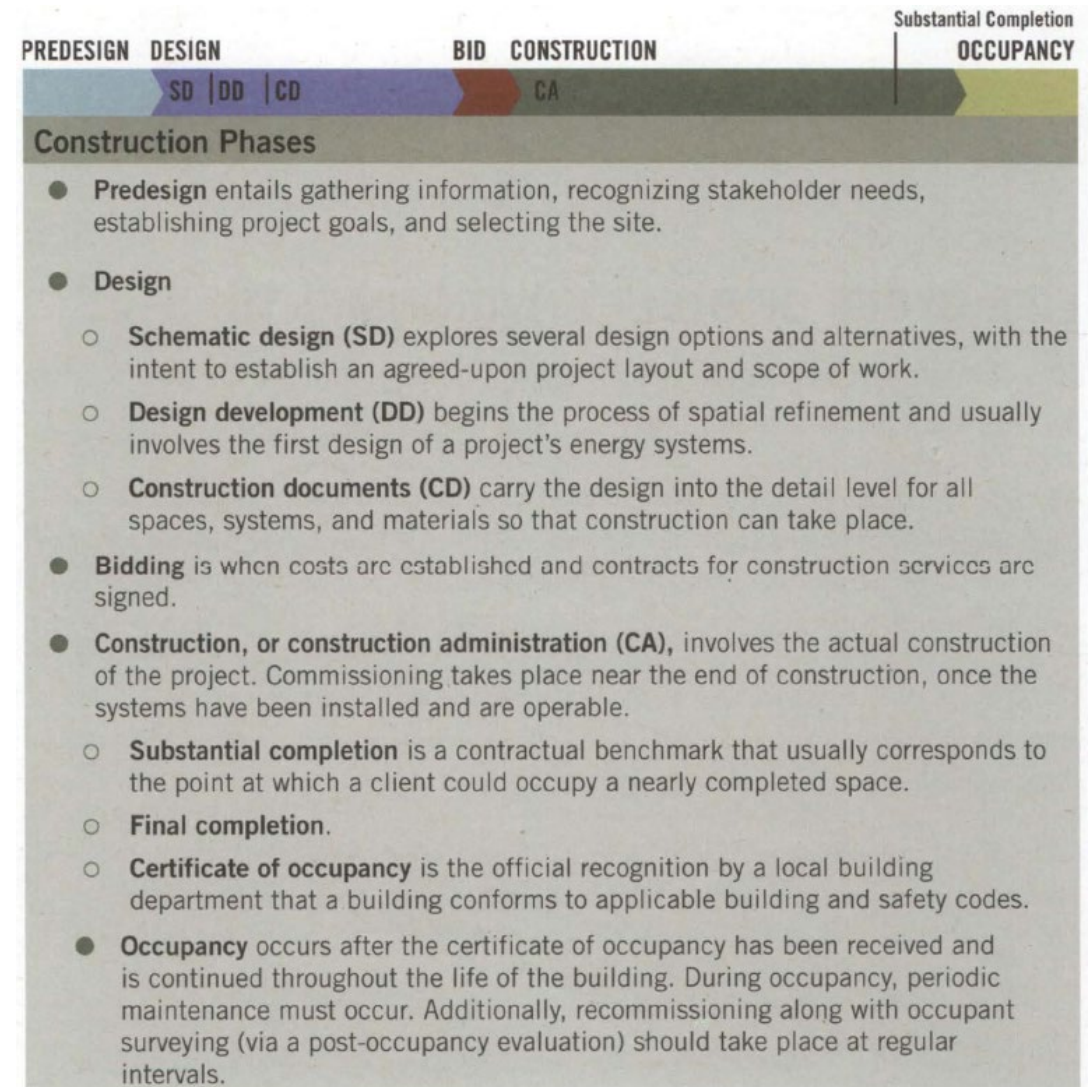 Substantial Completion
PREDESIGN DESIGN BID CONSTRUCTION OCCUPANCY
SD | DD | CD CA
Construction Phases
● Predesign entails gathering information, recognizing stakeholder needs,
establishing project goals, and selecting the site.
● Design
○ Schematic design (SD) explores several design options and alternatives, with the
intent to establish an agreed-upon project layout and scope of work.
○ Design development (DD) begins the process of spatial refinement and usually
involves the first design of a project's energy systems.
○ Construction documents (CD) carry the design into the detail level for all
spaces, systems, and materials so that construction can take place.
● Bidding is when costs are established and contracts for construction services are
signed.
● Construction, or construction administration (CA), involves the actual construction
of the project. Commissioning takes place near the end of construction, once the
systems have been installed and are operable.
○ Substantial completion is a contractual benchmark that usually corresponds to
the point at which a client could occupy a nearly completed space.
○ Final completion.
○ Certificate of occupancy is the official recognition by a local building
department that a building conforms to applicable building and safety codes.
● Occupancy occurs after the certificate of occupancy has been received and
is continued throughout the life of the building. During occupancy, periodic
maintenance must occur. Additionally, recommissioning along with occupant
surveying (via a post-occupancy evaluation) should take place at regular
intervals.